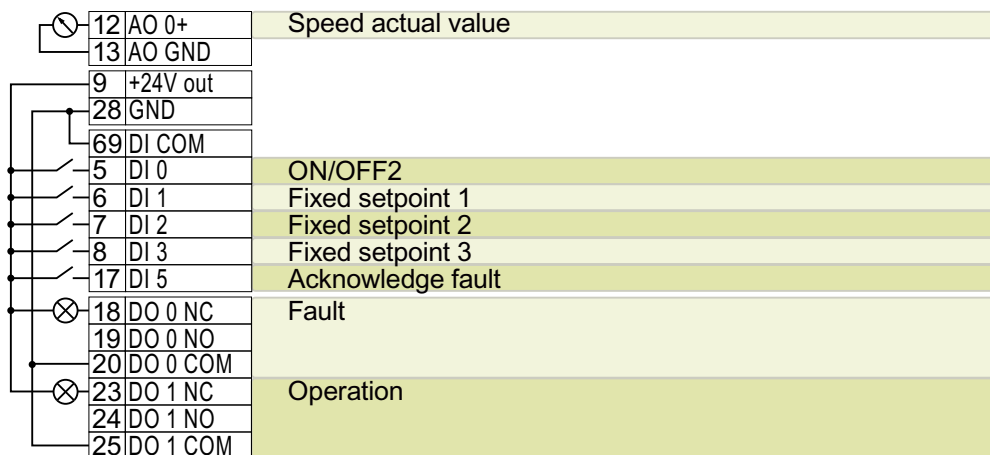 12 AO 0+ Speed actual value
13 AO GND
9 +24V out
28 GND
69 DI COM
5 DI 0 ON/OFF2
6 DI 1 Fixed setpoint 1
7 DI 2 Fixed setpoint 2
8 DI 3 Fixed setpoint 3
17 DI 5 Acknowledge fault
18 DO 0 NC Fault
19 DO 0 NO
20 DO 0 COM
23 DO 1 NC Operation
24 DO 1 NO
25 DO 1 COM